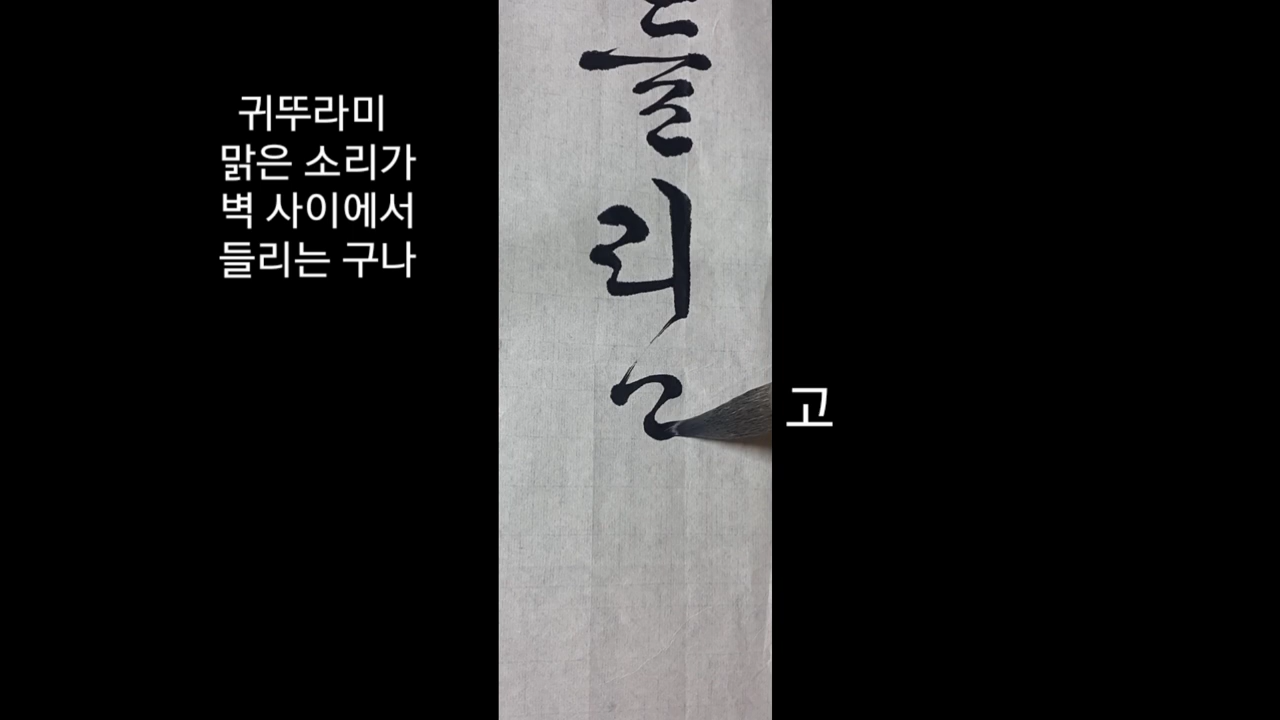 귀뚜라미
맑은 소리가
벽 사이에서
들리는 구나
들리
고